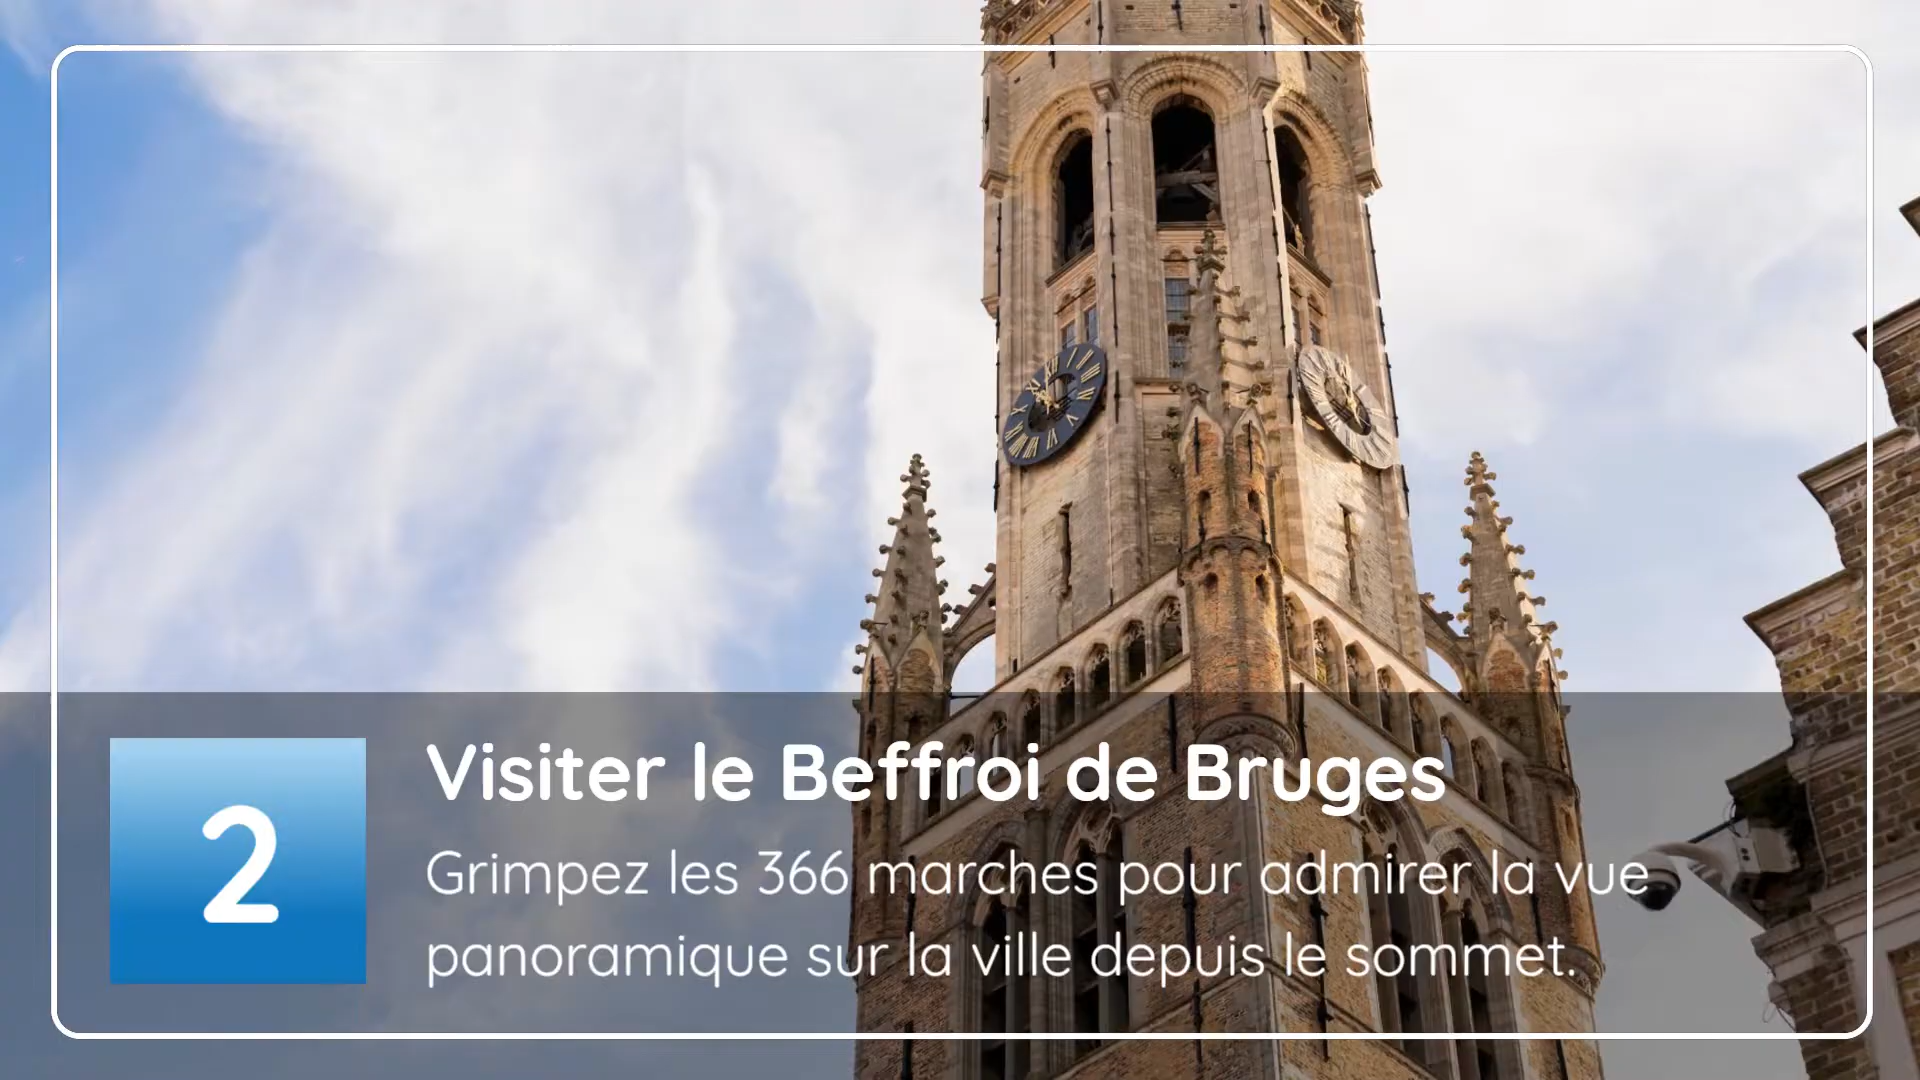 2
Visiter le Beffroi de Bruges
Grimpez les 366 marches pour admirer la vue
panoramique sur la ville depuis le sommet.